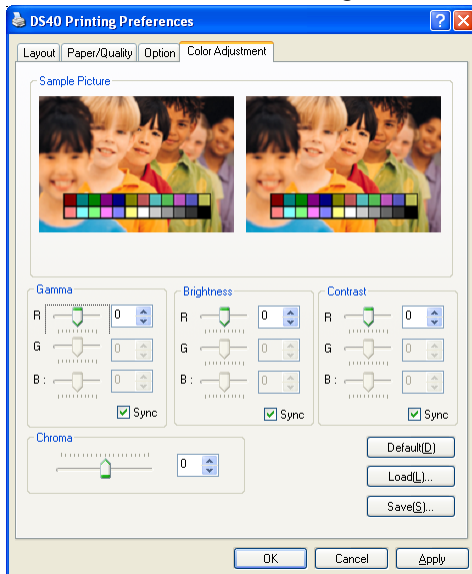 DS40 Printing Preferences
Layout Paper/Quality Option Color Adjustment
Sample Picture
Gamma
R 0
G 0
B : 0
Sync
Brightness
R 0
G 0
B : 0
Sync
Contrast
R 0
G 0
B : 0
Sync
Chroma
0
Default(D)
Load(L)...
Save(S)...
OK Cancel Apply